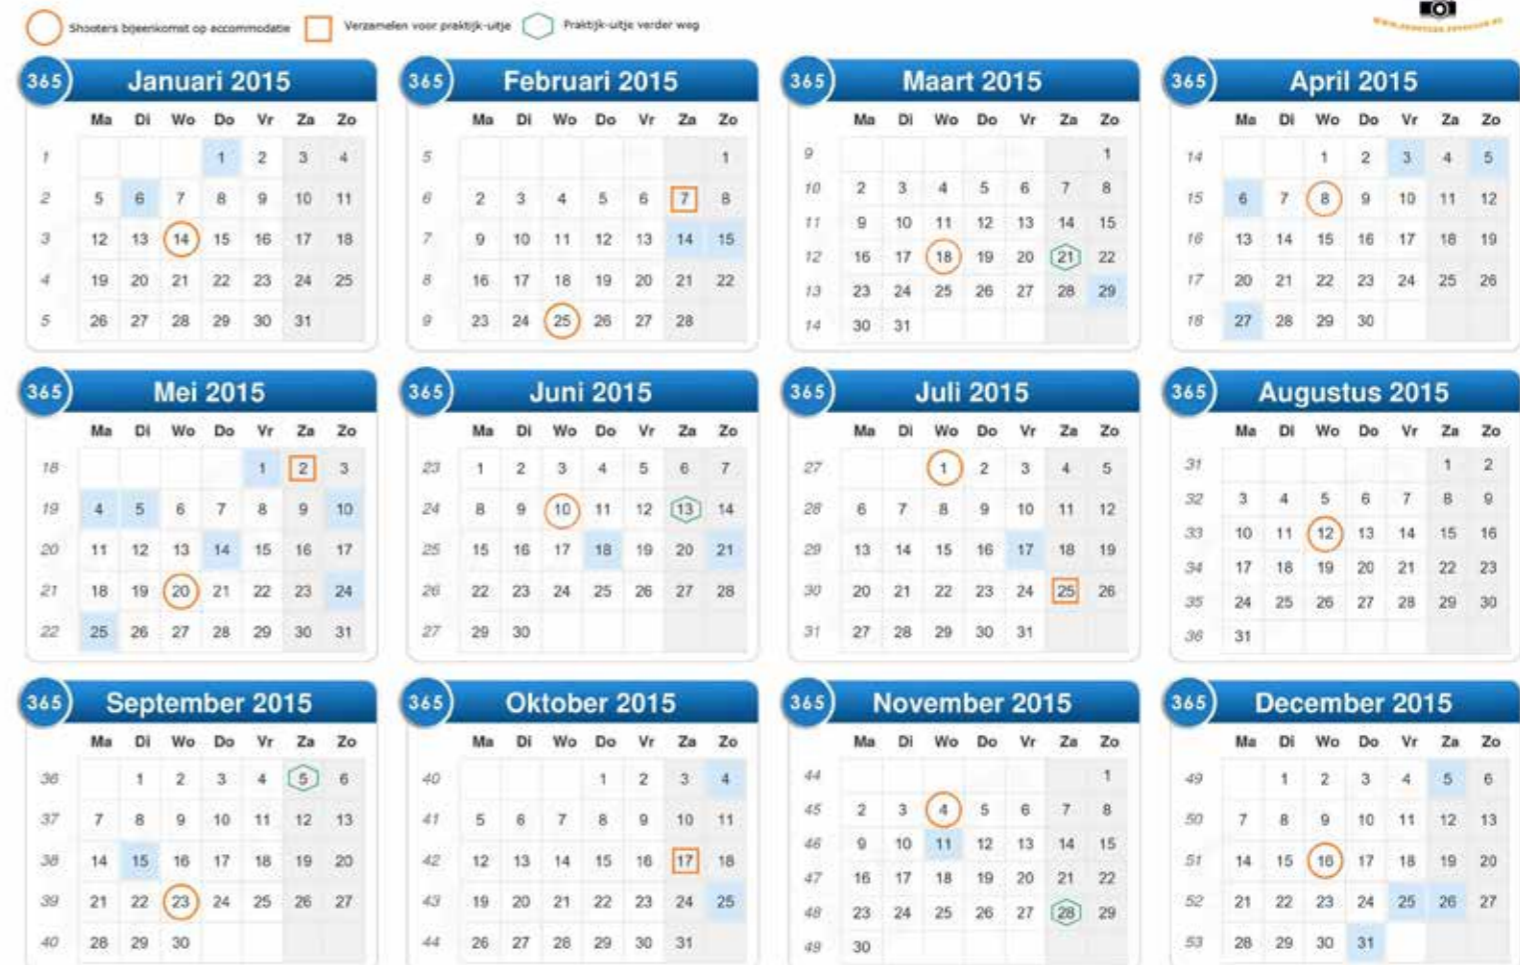 Shooters bijeenkomst op accommodatie Verzamelen voor praktijk-uitje Praktijk-uitje verder weg
365 Januari 2015
Ma Di Wo Do Vr Za Zo
1 1 2 3 4
2 5 6 7 8 9 10 11
3 12 13 14 15 16 17 18
4 19 20 21 22 23 24 25
5 26 27 28 29 30 31
365 Februari 2015
Ma Di Wo Do Vr Za Zo
5 1
6 2 3 4 5 6 7 8
7 9 10 11 12 13 14 15
8 16 17 18 19 20 21 22
9 23 24 25 26 27 28
365 Maart 2015
Ma Di Wo Do Vr Za Zo
9 1
10 2 3 4 5 6 7 8
11 9 10 11 12 13 14 15
12 16 17 18 19 20 21 22
13 23 24 25 26 27 28 29
14 30 31
365 April 2015
Ma Di Wo Do Vr Za Zo
14 1 2 3 4 5
15 6 7 8 9 10 11 12
16 13 14 15 16 17 18 19
17 20 21 22 23 24 25 26
18 27 28 29 30
365 Mei 2015
Ma Di Wo Do Vr Za Zo
18 1 2 3
19 4 5 6 7 8 9 10
20 11 12 13 14 15 16 17
21 18 19 20 21 22 23 24
22 25 26 27 28 29 30 31
365 Juni 2015
Ma Di Wo Do Vr Za Zo
23 1 2 3 4 5 6 7
24 8 9 10 11 12 13 14
25 15 16 17 18 19 20 21
26 22 23 24 25 26 27 28
27 29 30
365 Juli 2015
Ma Di Wo Do Vr Za Zo
27 1 2 3 4 5
28 6 7 8 9 10 11 12
29 13 14 15 16 17 18 19
30 20 21 22 23 24 25 26
31 27 28 29 30 31
365 Augustus 2015
Ma Di Wo Do Vr Za Zo
31 1 2
32 3 4 5 6 7 8 9
33 10 11 12 13 14 15 16
34 17 18 19 20 21 22 23
35 24 25 26 27 28 29 30
36 31
365 September 2015
Ma Di Wo Do Vr Za Zo
36 1 2 3 4 5 6
37 7 8 9 10 11 12 13
38 14 15 16 17 18 19 20
39 21 22 23 24 25 26 27
40 28 29 30
365 Oktober 2015
Ma Di Wo Do Vr Za Zo
40 1 2 3 4
41 5 6 7 8 9 10 11
42 12 13 14 15 16 17 18
43 19 20 21 22 23 24 25
44 26 27 28 29 30 31
365 November 2015
Ma Di Wo Do Vr Za Zo
44 1
45 2 3 4 5 6 7 8
46 9 10 11 12 13 14 15
47 16 17 18 19 20 21 22
48 23 24 25 26 27 28 29
49 30
365 December 2015
Ma Di Wo Do Vr Za Zo
49 1 2 3 4 5 6
50 7 8 9 10 11 12 13
51 14 15 16 17 18 19 20
52 21 22 23 24 25 26 27
53 28 29 30 31